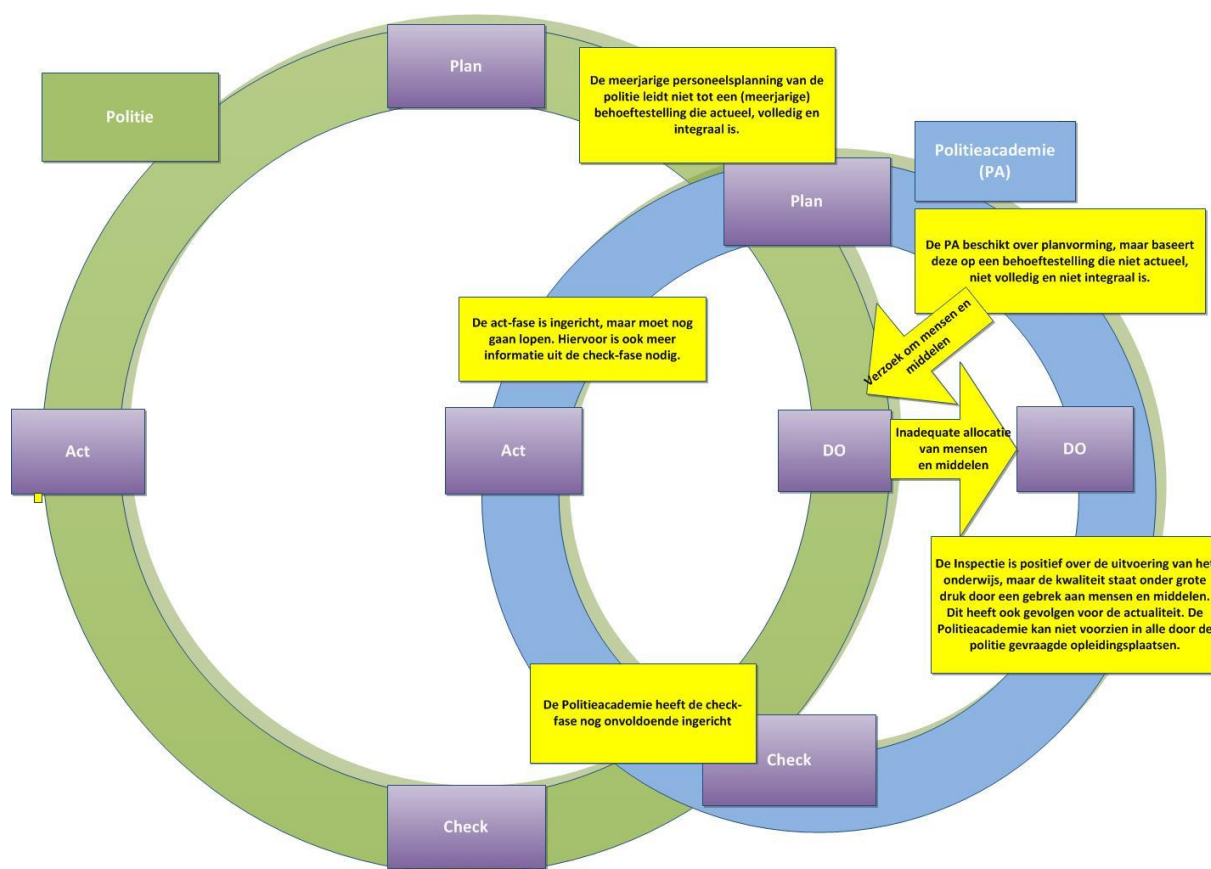 Plan
Politie
De meerjarige personeelsplanning van de
politie leidt niet tot een (meerjarige)
behoeftestelling die actueel, volledig en
integraal is.
Politieacademie
(PA)
Plan
De PA beschikt over planvorming, maar baseert
deze op een behoeftestelling die niet actueel,
niet volledig en niet integraal is.
De act-fase is ingericht, maar moet nog
gaan lopen. Hiervoor is ook meer
informatie uit de check-fase nodig.
Verzoek om mensen en
middelen
Act
Act
DO
Inadequate allocatie
van mensen
en middelen
DO
De Inspectie is positief over de uitvoering van het
onderwijs, maar de kwaliteit staat onder grote
druk door een gebrek aan mensen en middelen.
Dit heeft ook gevolgen voor de actualiteit. De
Politieacademie kan niet voorzien in alle door de
politie gevraagde opleidingsplaatsen.
De Politieacademie heeft de check-
fase nog onvoldoende ingericht
Check
Check